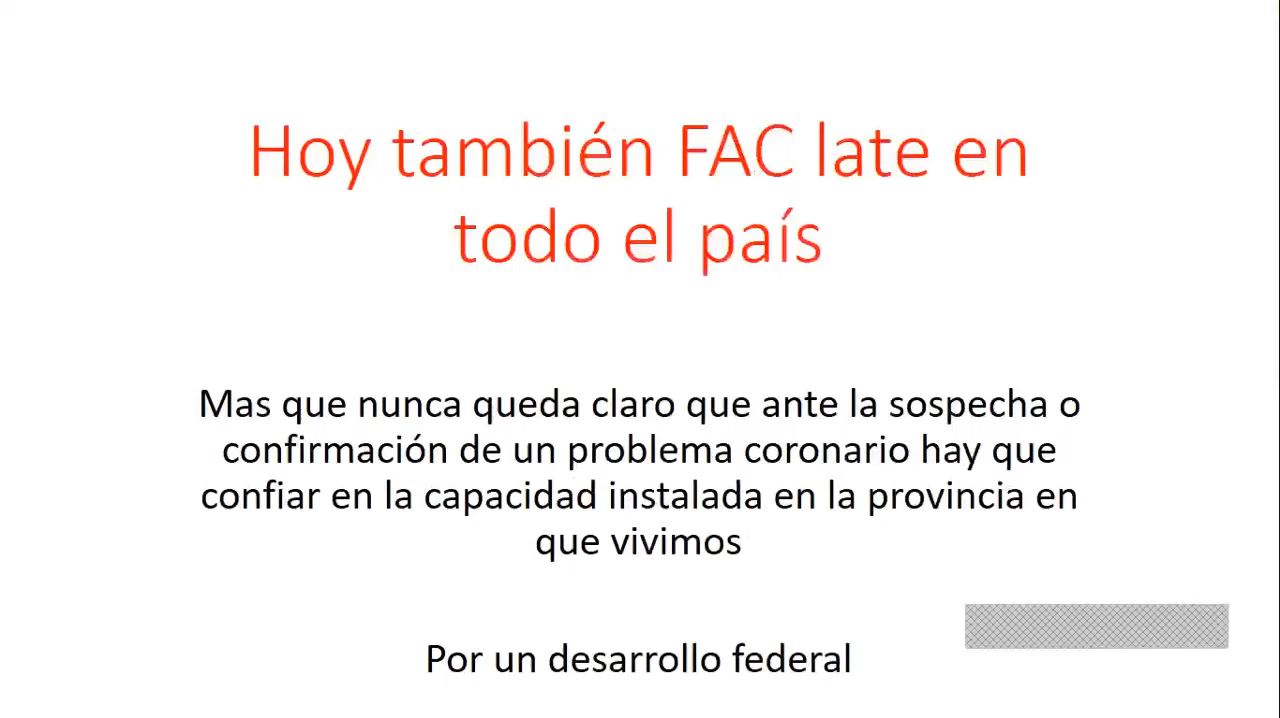 Hoy también FAC late en
todo el país
Mas que nunca queda claro que ante la sospecha o
confirmación de un problema coronario hay que
confiar en la capacidad instalada en la provincia en
que vivimos
Por un desarrollo federal